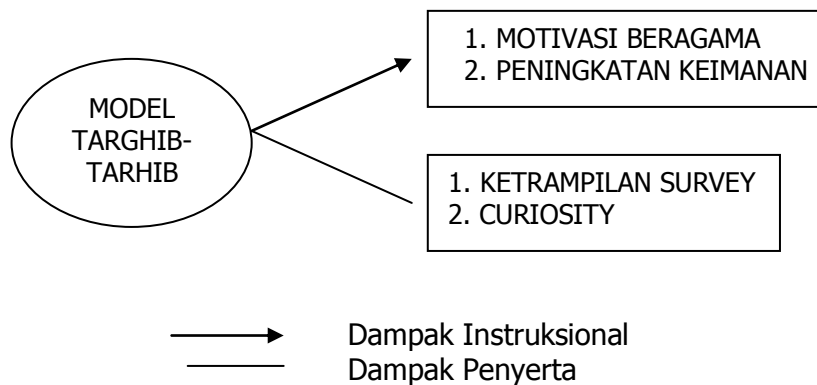 MODEL
TARGHIB-
TARHIB
1. MOTIVASI BERAGAMA
2. PENINGKATAN KEIMANAN
1. KETRAMPILAN SURVEY
2. CURIOSITY
Dampak Instruksional
Dampak Penyerta